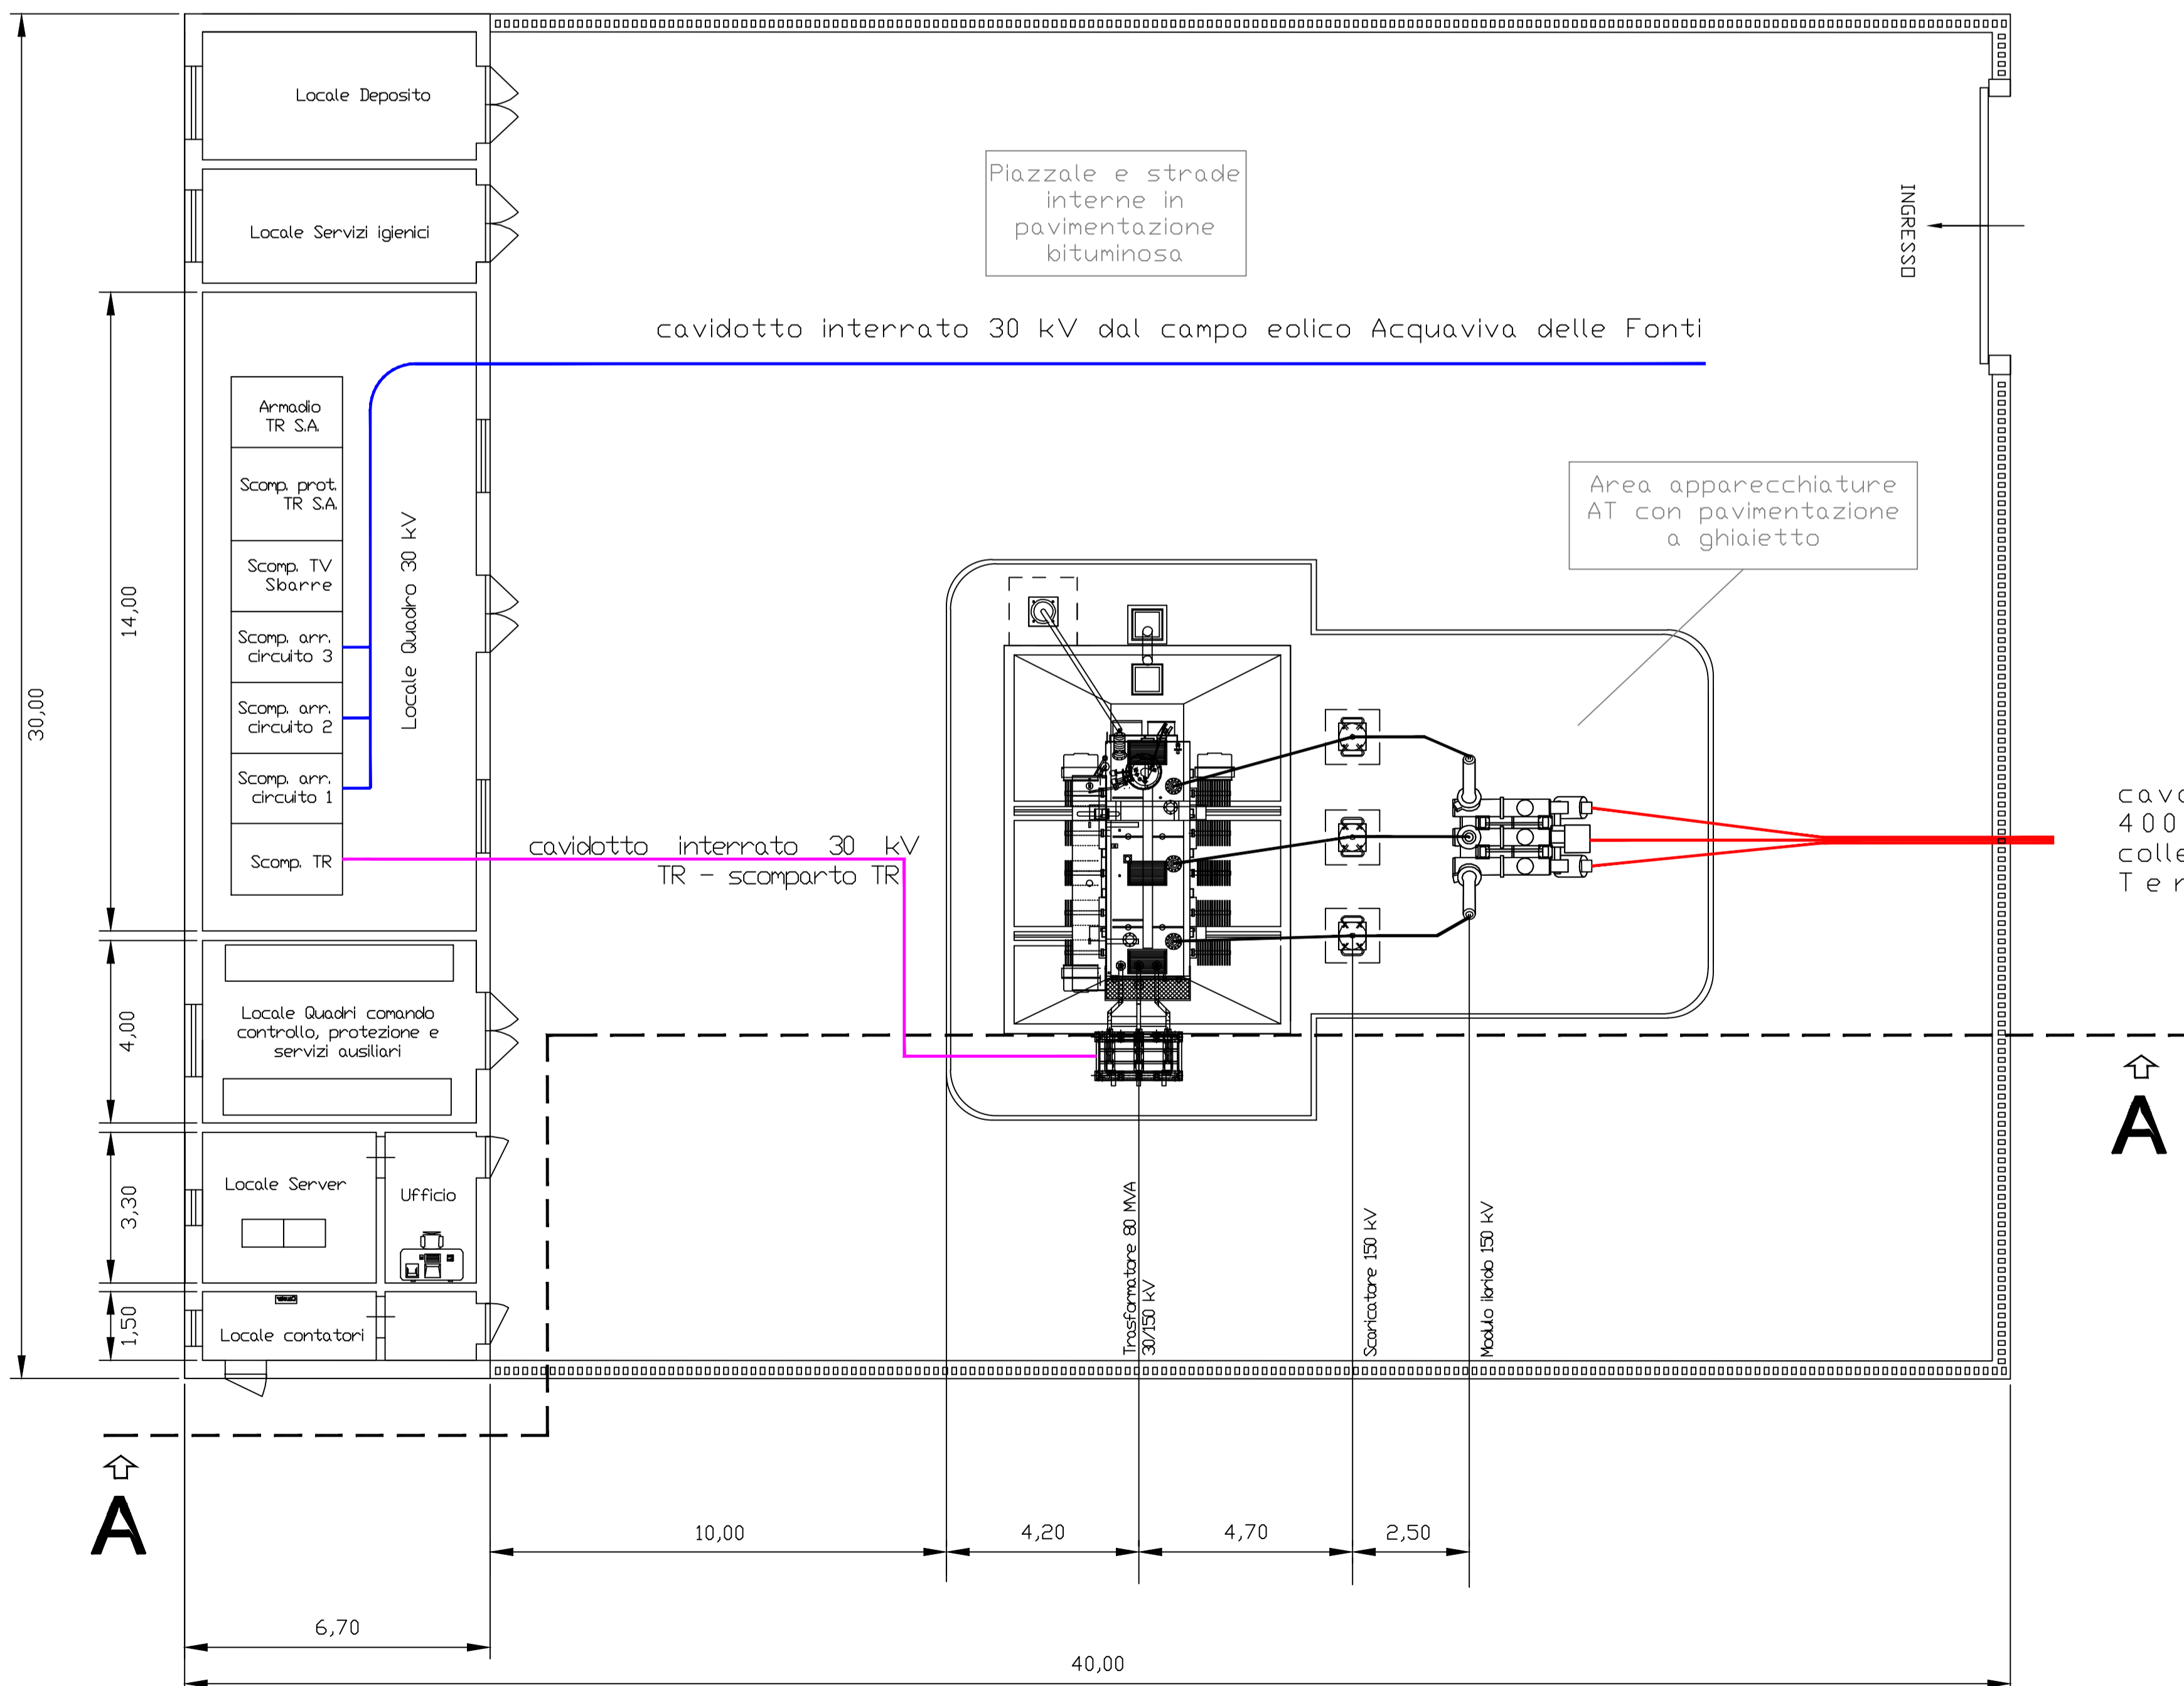 Locale Deposito
Locale Servizi igienici
Piazzale e strade
interne in
pavimentazione
bituminosa
INGRESSO
cavidotto interrato 30 kV dal campo eolico Acquaviva delle Fonti
Armadio
TR S.A.
Scomp. prot.
TR S.A.
Scomp. TV
Sbarre
Scomp. arr.
circuito 3
Scomp. arr.
circuito 2
Scomp. arr.
circuito 1
Scomp. TR
Locale Quadro 30 kV
Area apparecchiature
AT con pavimentazione
a ghiaietto
cavidotto interrato 30 kV
TR - scomparto TR
400
colle
Locale Quadri comando
controllo, protezione e
servizi ausiliari
Locale Server
Ufficio
Locale contatori
Trasformatore 80 MVA
30/150 kV
Scaricatore 150 kV
Modulo ibrido 150 kV
30,00
14,00
4,00
3,30
1,50
A
A
10,00
4,20
4,70
2,50
6,70
40,00